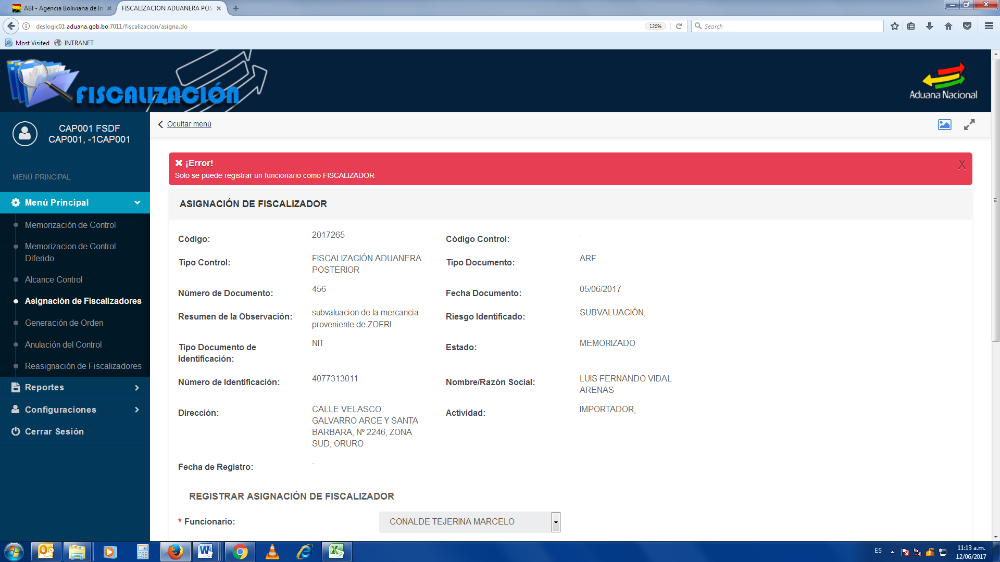 ABI - Agencia Boliviana de In
FISCALIZACION ADUANERA POS
deslogic01.aduana.gob.bo:7011/fiscalizacion/asigna.do
120%
Search
Most Visited
INTRANET
FISCALIZACIÓN
Aduana Nacional
CAP001 FSDF
CAP001, -1CAP001
Ocultar menú
MENÚ PRINCIPAL
Menú Principal
Memorización de Control
Memorizacion de Control
Diferido
Alcance Control
Asignación de Fiscalizadores
Generación de Orden
Anulación del Control
Reasignación de Fiscalizadores
Reportes
Configuraciones
Cerrar Sesión
¡Error!
X
Solo se puede registrar un funcionario como FISCALIZADOR
ASIGNACIÓN DE FISCALIZADOR
Código: 2017265 Código Control: -
Tipo Control: FISCALIZACIÓN ADUANERA Tipo Documento: ARF
POSTERIOR
Número de Documento: 456 Fecha Documento: 05/06/2017
Resumen de la Observación: subvaluacion de la mercancia Riesgo Identificado: SUBVALUACIÓN,
proveniente de ZOFRI
Tipo Documento de NIT Estado: MEMORIZADO
Identificación:
Número de Identificación: 4077313011 Nombre/Razón Social: LUIS FERNANDO VIDAL
ARENAS
Dirección: CALLE VELASCO Actividad: IMPORTADOR,
GALVARRO ARCE Y SANTA
BARBARA, Nº 2246, ZONA
SUD, ORURO
Fecha de Registro: -
REGISTRAR ASIGNACIÓN DE FISCALIZADOR
* Funcionario: CONALDE TEJERINA MARCELO
ES
11:13 a.m.
12/06/2017